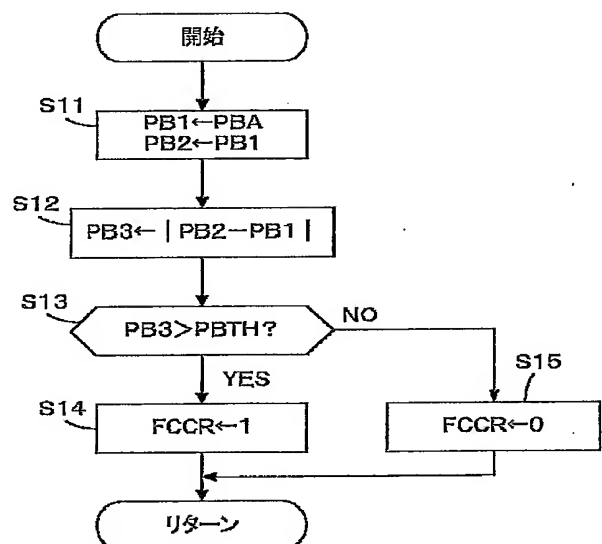 開始
S11
PB1←PBA
PB2←PB1
S12
PB3←|PB2−PB1|
S13
PB3>PBTH?
NO
YES
S14
FCCR←1
S15
FCCR←0
リターン